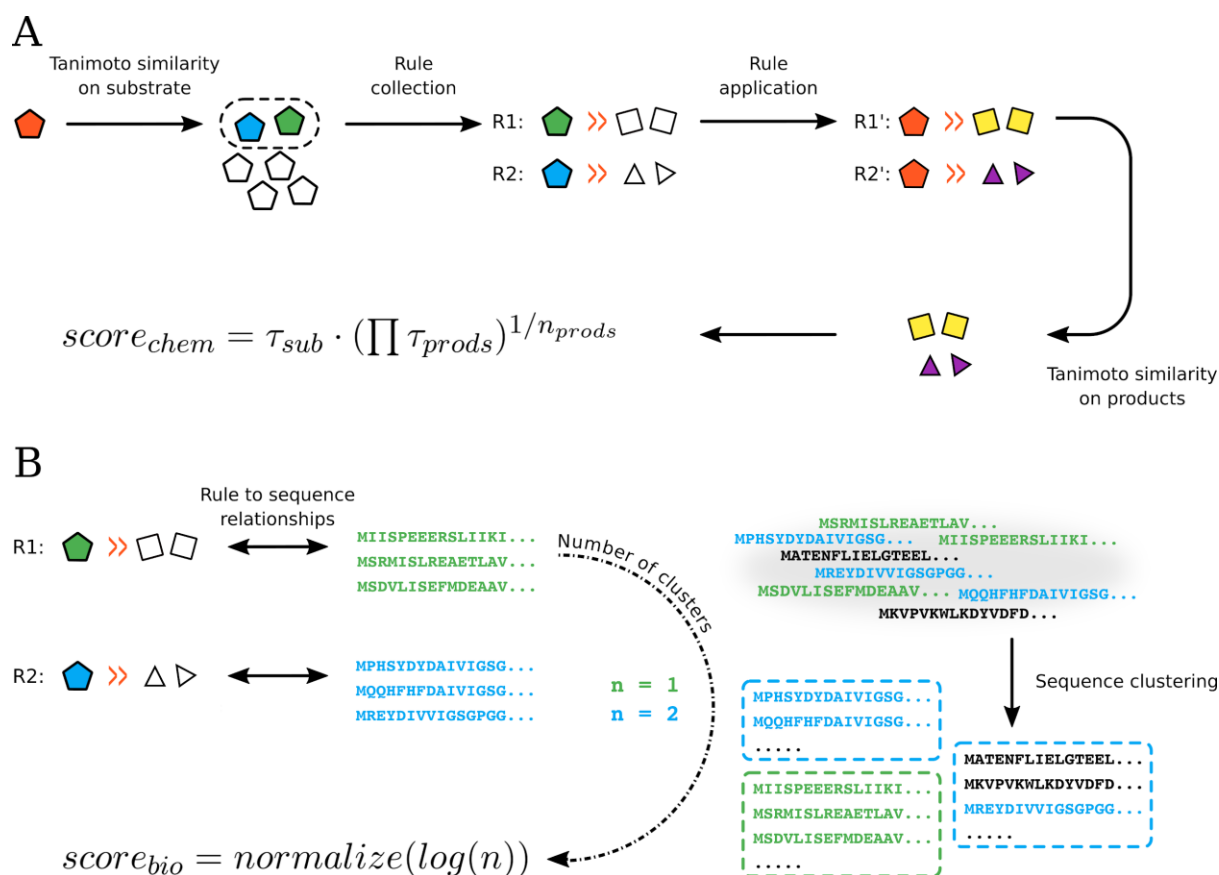 A
Tanimoto similarity
on substrate
Rule
collection
Rule
application
R1:
R2:
R1':
R2':
score_chem = τ_sub · (∏ τ_prods)^1/n_prods
Tanimoto similarity
on products
B
Rule to sequence
relationships
R1:
MIISPEEERSLIIKI...
MSRMISLREAETLAV...
MSDVLISEFMDEAAV...
R2:
MPHSYDYDAIVIGSG...
MQQHFHFDAIVIGSG...
MREYDIVVIGSGPGG...
Number of clusters
n = 1
n = 2
score_bio = normalize(log(n))
MSRMISLREAETLAV...
MPHSYDYDAIVIGSG... MIISPEEERSLIIKI...
MATENFLIELGTEEL...
MREYDIVVIGSGPGG...
MSDVLISEFMDEAAV... MQQHFHFDAIVIGSG...
MKVPVKWLKDYVDFD...
Sequence clustering
MPHSYDYDAIVIGSG...
MQQHFHFDAIVIGSG...
.....
MATENFLIELGTEEL...
MKVPVKWLKDYVDFD...
MREYDIVVIGSGPGG...
.....
MIISPEEERSLIIKI...
MSRMISLREAETLAV...
MSDVLISEFMDEAAV...
.....